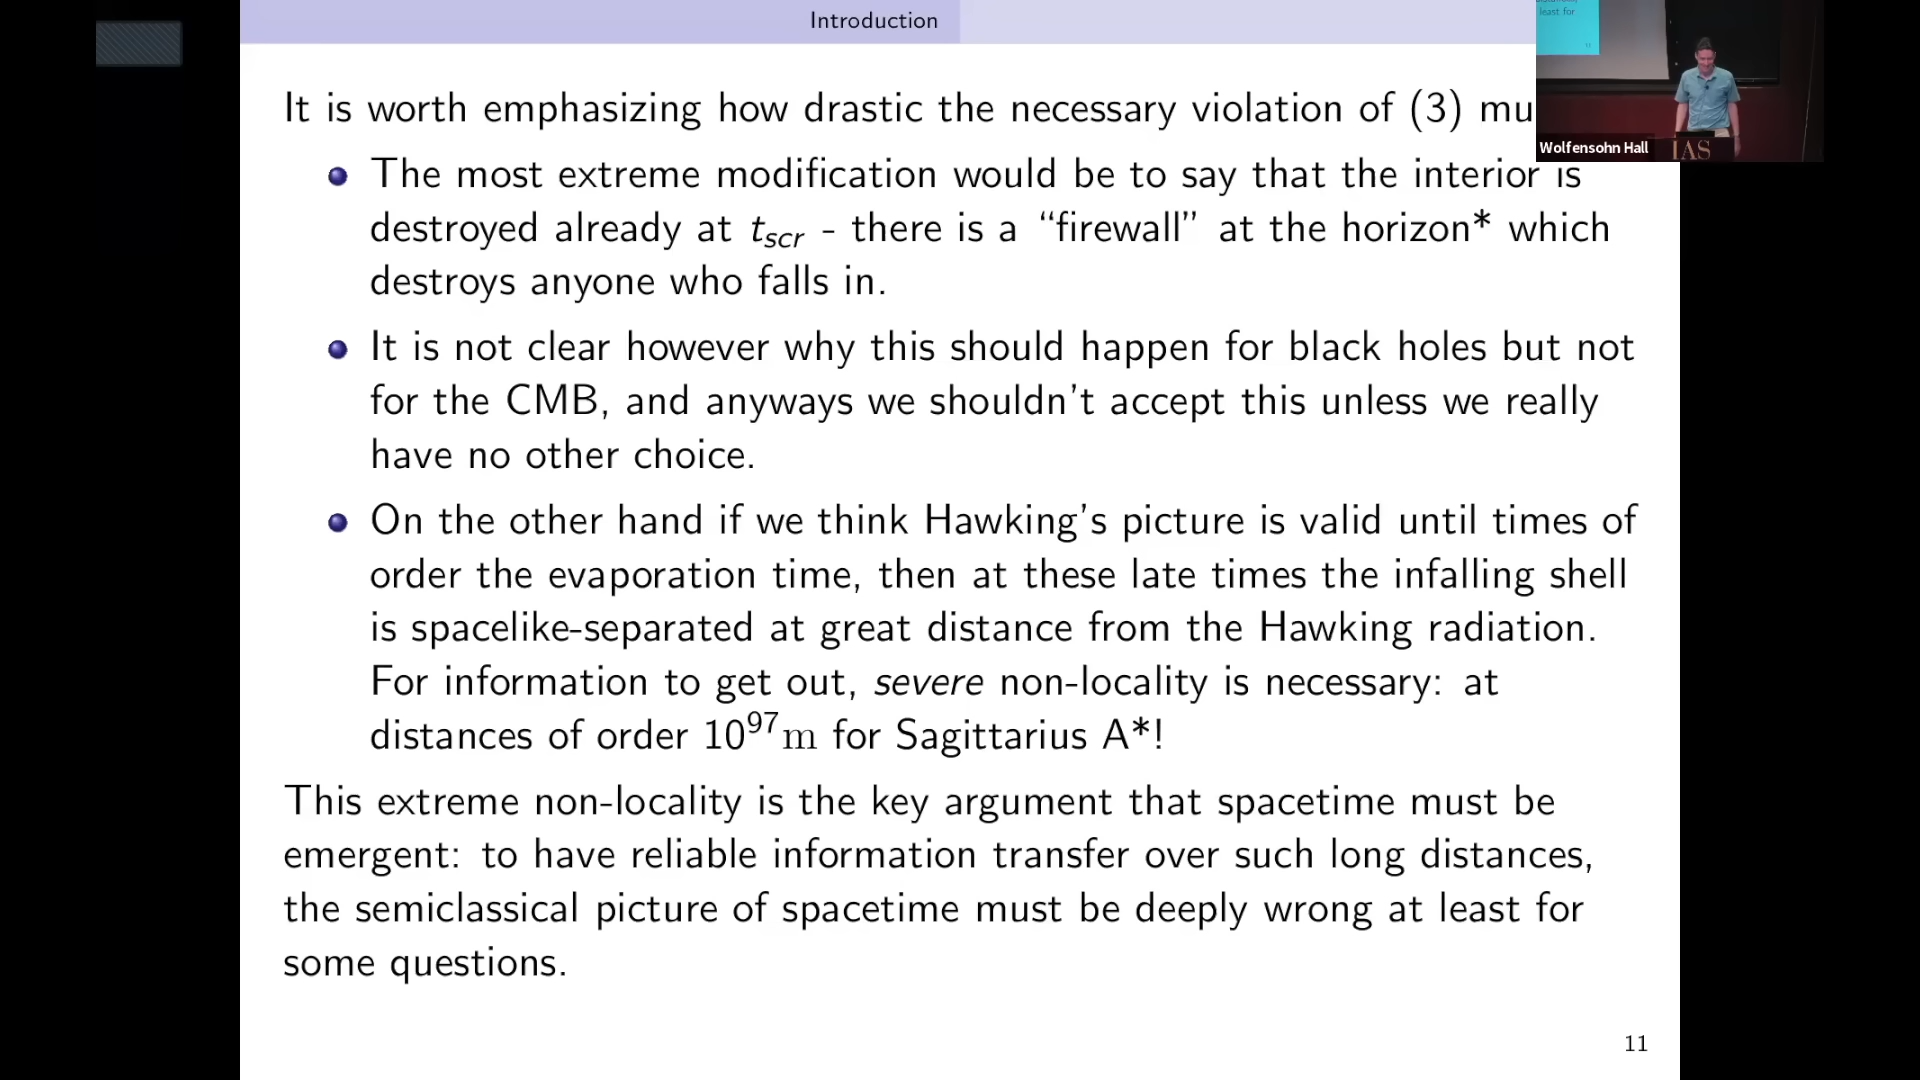 Introduction
It is worth emphasizing how drastic the necessary violation of (3) mu
The most extreme modification would be to say that the interior is
destroyed already at t_scr - there is a “firewall” at the horizon* which
destroys anyone who falls in.
It is not clear however why this should happen for black holes but not
for the CMB, and anyways we shouldn't accept this unless we really
have no other choice.
On the other hand if we think Hawking's picture is valid until times of
order the evaporation time, then at these late times the infalling shell
is spacelike-separated at great distance from the Hawking radiation.
For information to get out, severe non-locality is necessary: at
distances of order 10^97 m for Sagittarius A*!
This extreme non-locality is the key argument that spacetime must be
emergent: to have reliable information transfer over such long distances,
the semiclassical picture of spacetime must be deeply wrong at least for
some questions.
11
least for
Wolfensohn Hall
IAS